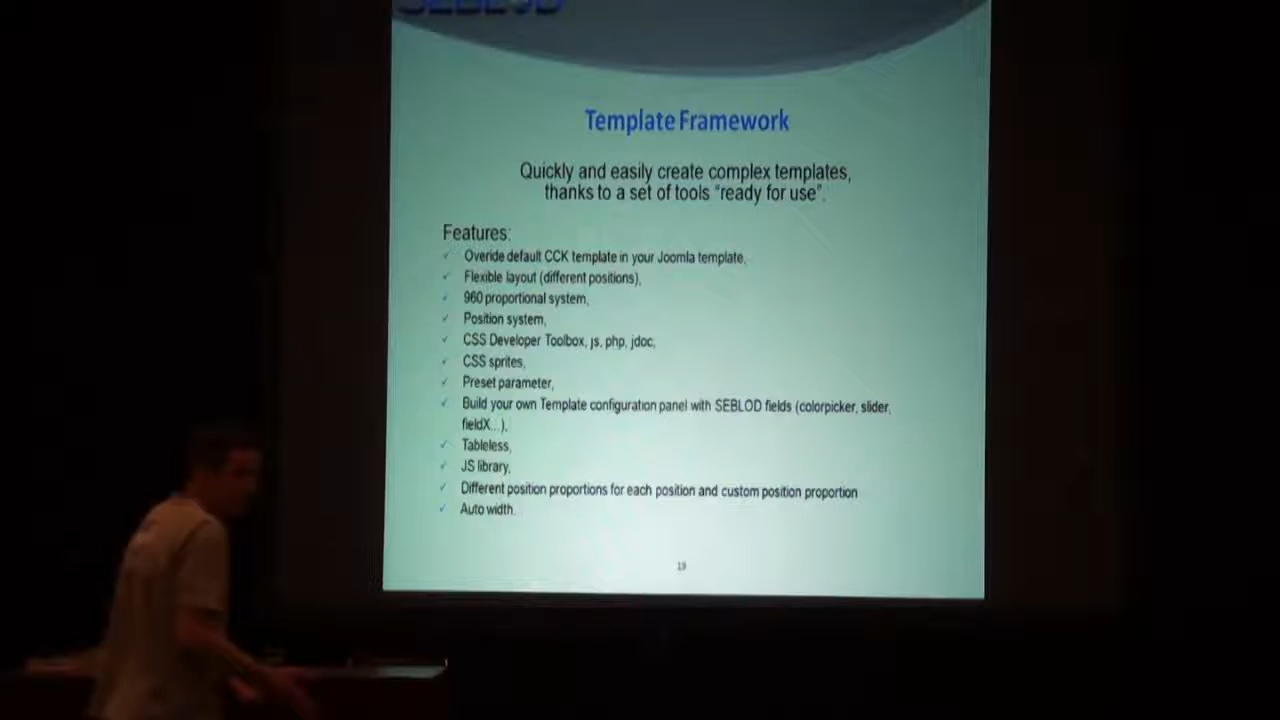 SEBLOD
Template Framework
Quickly and easily create complex templates,
thanks to a set of tools "ready for use".
Features:
Overide default CCK template in your Joomla template,
Flexible layout (different positions),
960 proportional system,
Position system,
CSS Developer Toolbox, js, php, jdoc,
CSS sprites,
Preset parameter,
Build your own Template configuration panel with SEBLOD fields (colorpicker, slider,
fieldX...),
Tableless,
JS library,
Different position proportions for each position and custom position proportion
Auto width.
19